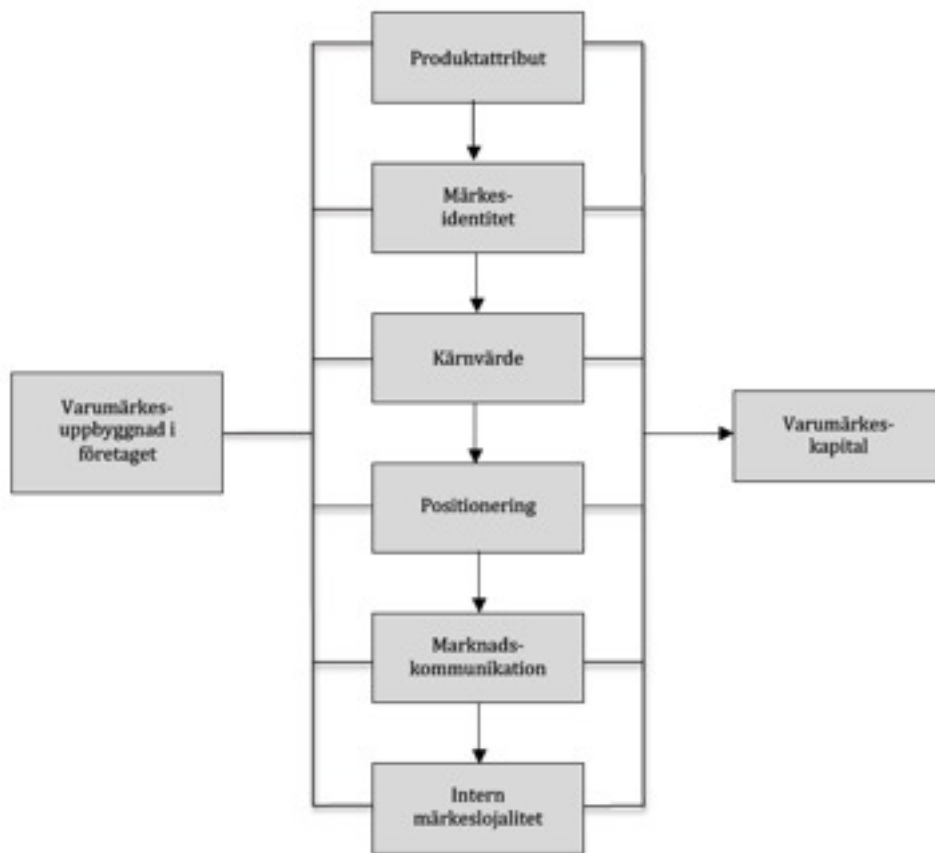 Produktattribut
Märkes-
identitet
Kärnvärde
Varumärkes-
uppbyggnad i
företaget
Varumärkes-
kapital
Positionering
Marknads-
kommunikation
Intern
märkeslojalitet